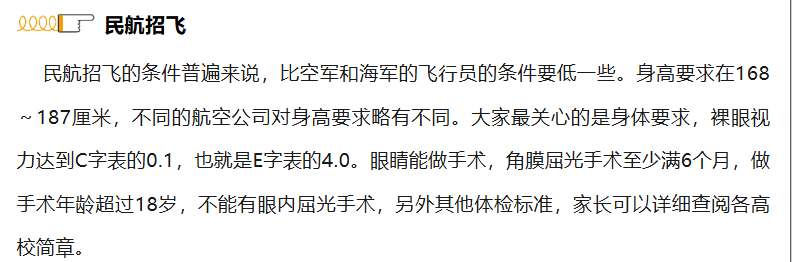 民航招飞
民航招飞的条件普遍来说，比空军和海军的飞行员的条件要低一些。身高要求在168
～187厘米，不同的航空公司对身高要求略有不同。大家最关心的是身体要求，裸眼视
力达到C字表的0.1，也就是E字表的4.0。眼睛能做手术，角膜屈光手术至少满6个月，做
手术年龄超过18岁，不能有眼内屈光手术，另外其他体检标准，家长可以详细查阅各高
校简章。